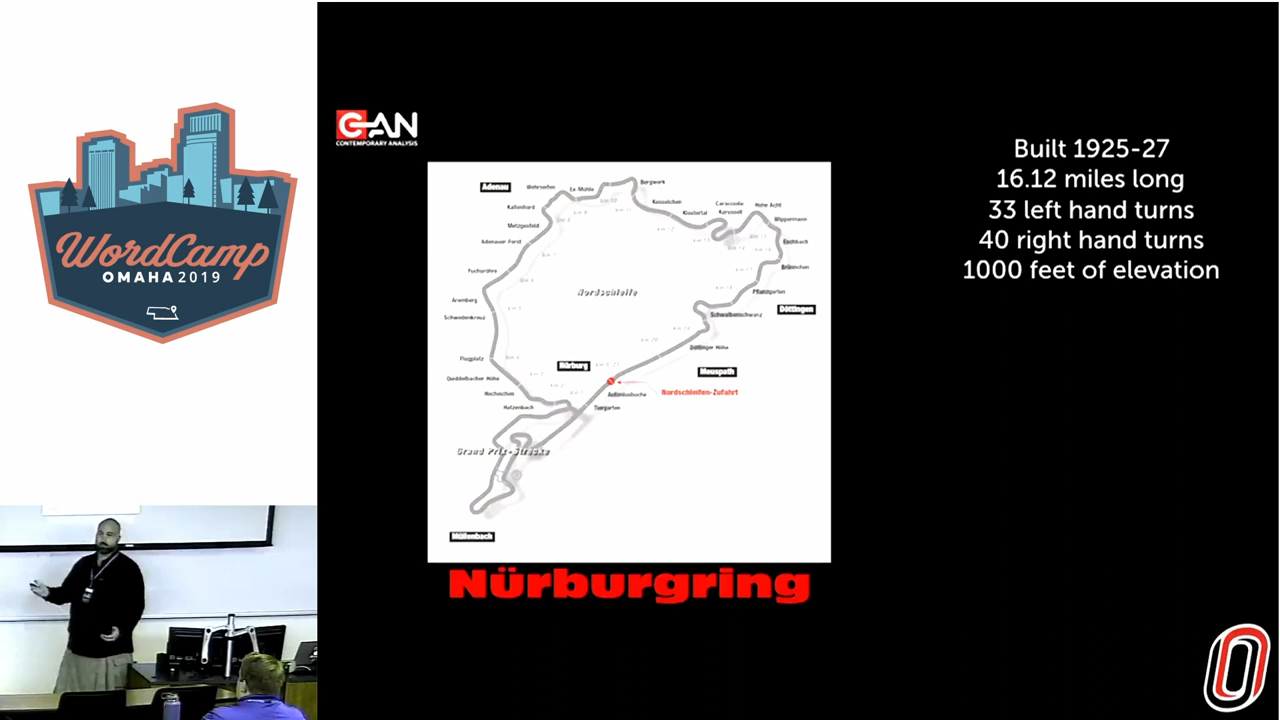 WordCamp
OMAHA 2019
CAN
CONTEMPORARY ANALYSIS
Built 1925-27
16.12 miles long
33 left hand turns
40 right hand turns
1000 feet of elevation
Adenau
Wehrseifen
Ex-Mühle
Bergwerk
Kallenhard
Kesselchen
Metzgesfeld
Klostertal
Caracciola
Karussell
Hohe Acht
Wippermann
Adenauer Forst
Eschbach
Fuchsröhre
Brünnchen
Nordschleife
Pflanzgarten
Aremberg
Döttingen
Schwedenkreuz
Schwalbenschwanz
Döttinger Höhe
Flugplatz
Nürburg
Meuspath
Quiddelbacher Höhe
Nordschleifen-Zufahrt
Hocheichen
Antoniusbuche
Hatzenbach
Tiergarten
Grand Prix-Strecke
Müllenbach
Nürburgring